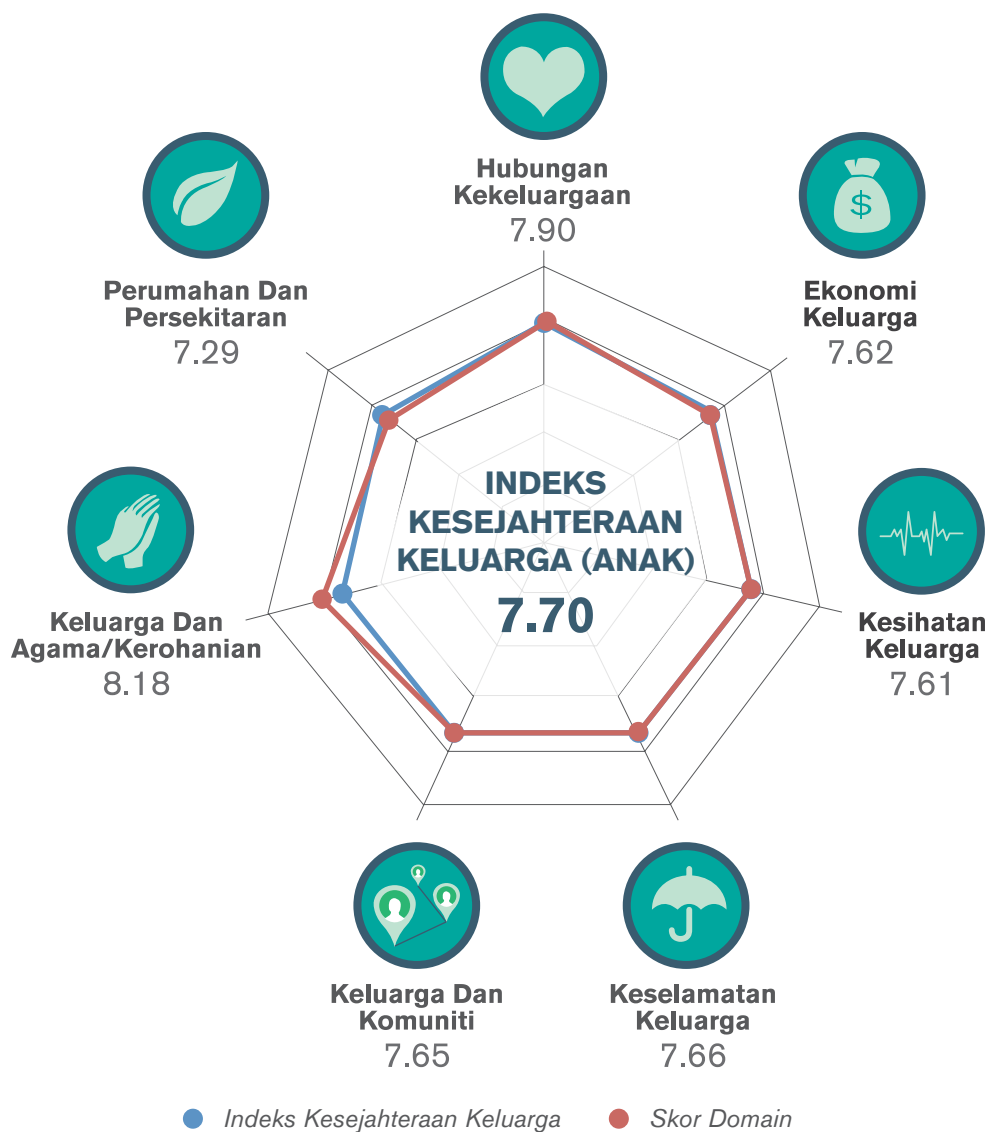 Hubungan
Kekeluargaan
7.90
Perumahan Dan
Persekitaran
7.29
Ekonomi
Keluarga
7.62
$
INDEKS
KESEJAHTERAAN
KELUARGA (ANAK)
7.70
Keluarga Dan
Agama/Kerohanian
8.18
Kesihatan
Keluarga
7.61
Keluarga Dan
Komuniti
7.65
Keselamatan
Keluarga
7.66
Indeks Kesejahteraan Keluarga
Skor Domain